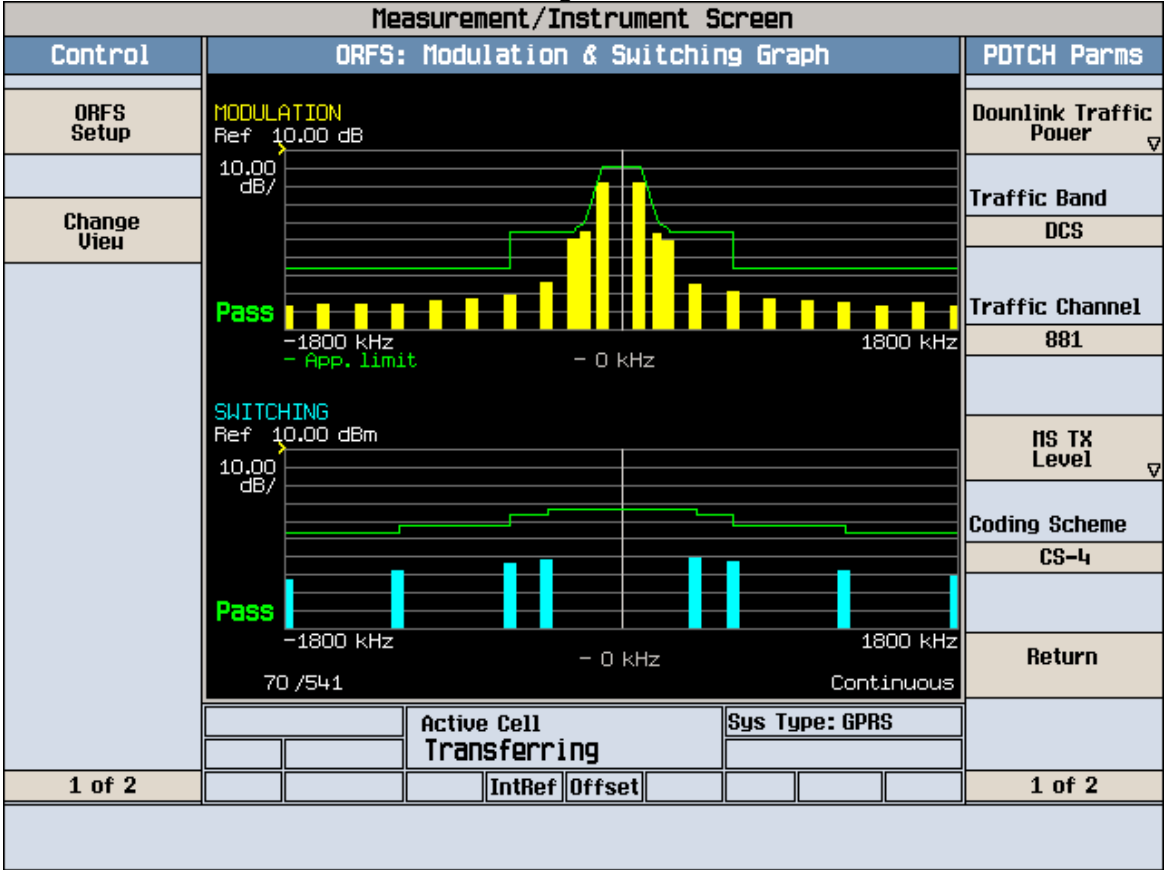 Measurement/Instrument Screen
Control
ORFS: Modulation & Switching Graph
PDTCH Parms
ORFS
Setup
Change
View
1 of 2
MODULATION
Ref 10.00 dB
10.00
dB/
Pass
-1800 kHz
1800 kHz
- App. limit
- 0 kHz
SWITCHING
Ref 10.00 dBm
10.00
dB/
Pass
-1800 kHz
1800 kHz
- 0 kHz
70 /541
Continuous
Active Cell
Transferring
Sys Type: GPRS
IntRef
Offset
Downlink Traffic
Power
Traffic Band
DCS
Traffic Channel
881
MS TX
Level
Coding Scheme
CS-4
Return
1 of 2